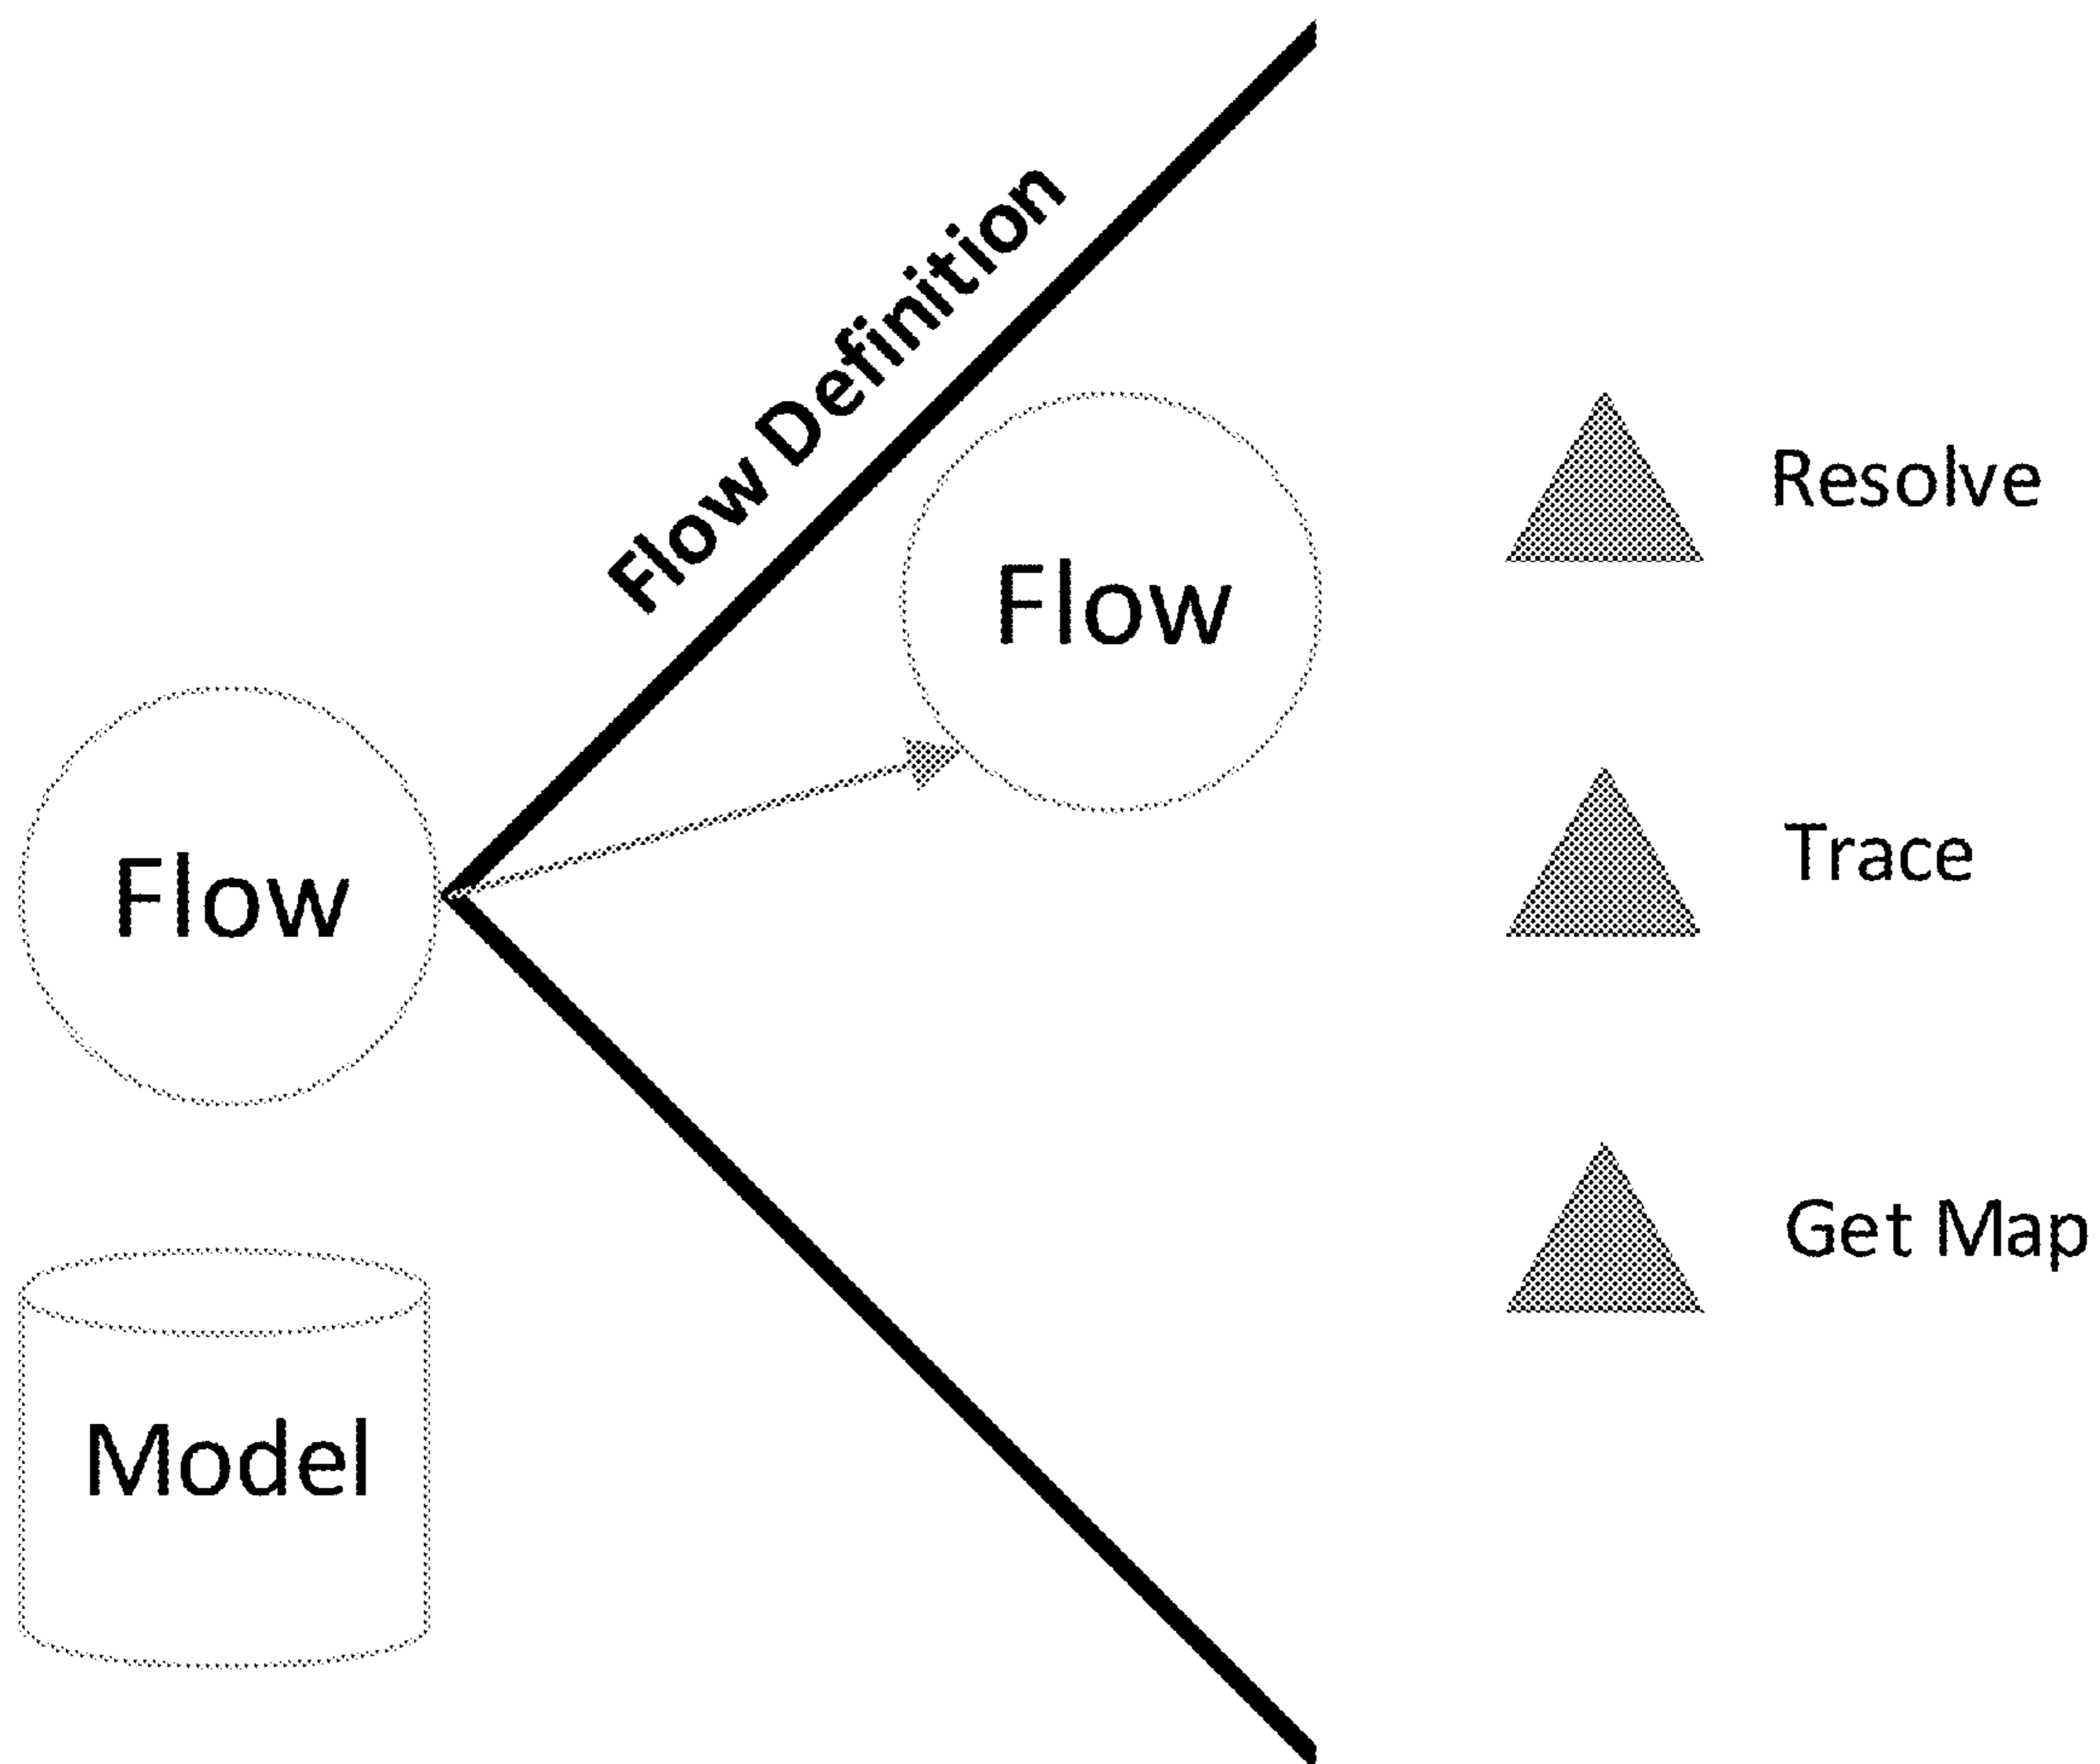 Flow Definition
Flow
Resolve
Flow
Trace
Get Map
Model